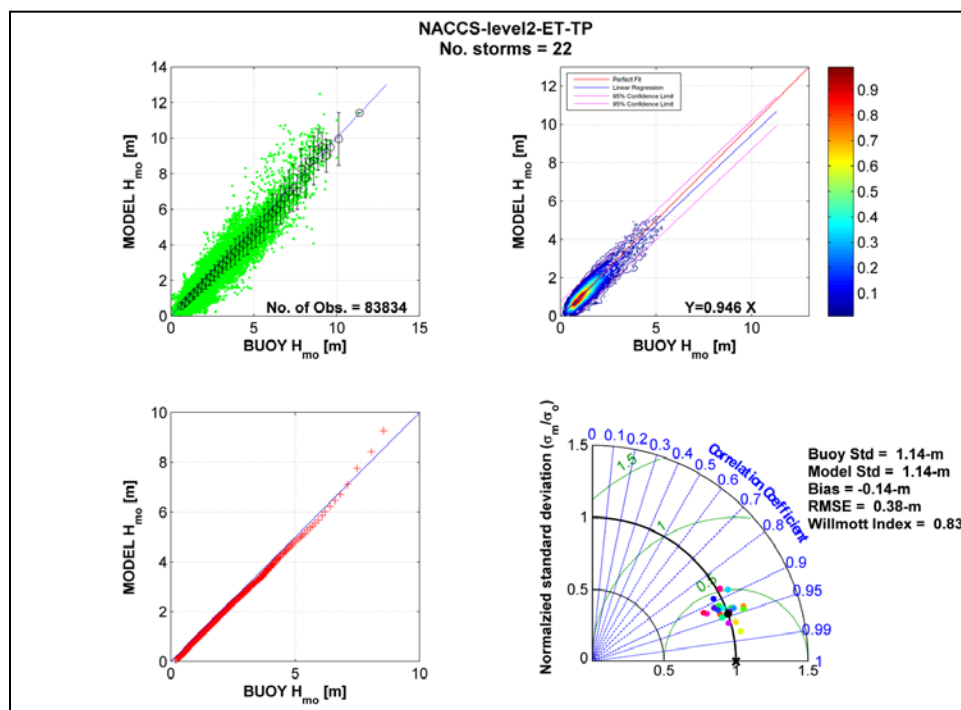 NACCS-level2-ET-TP
No. storms = 22
14
12
10
8
6
4
2
0
MODEL Hmo [m]
No. of Obs. = 83834
0 5 10 15
BUOY Hmo [m]
14
12
10
8
6
4
2
0
MODEL Hmo [m]
Perfect Fit
Linear Regression
95% Confidence Limit
95% Confidence Limit
Y=0.946 X
0 5 10
BUOY Hmo [m]
0.9
0.8
0.7
0.6
0.5
0.4
0.3
0.2
0.1
10
8
6
4
2
0
MODEL Hmo [m]
0 5 10
BUOY Hmo [m]
Normalzied standard deviation (σm/σo)
1.5
1
0.5
0
0 0.1 0.2 0.3 0.4 0.5 0.6 0.7 0.8 0.9 0.95 0.99 1
Correlation Coefficient
1.5
1
0.5
0.5 1 1.5
Buoy Std = 1.14-m
Model Std = 1.14-m
Bias = -0.14-m
RMSE = 0.38-m
Willmott Index = 0.83